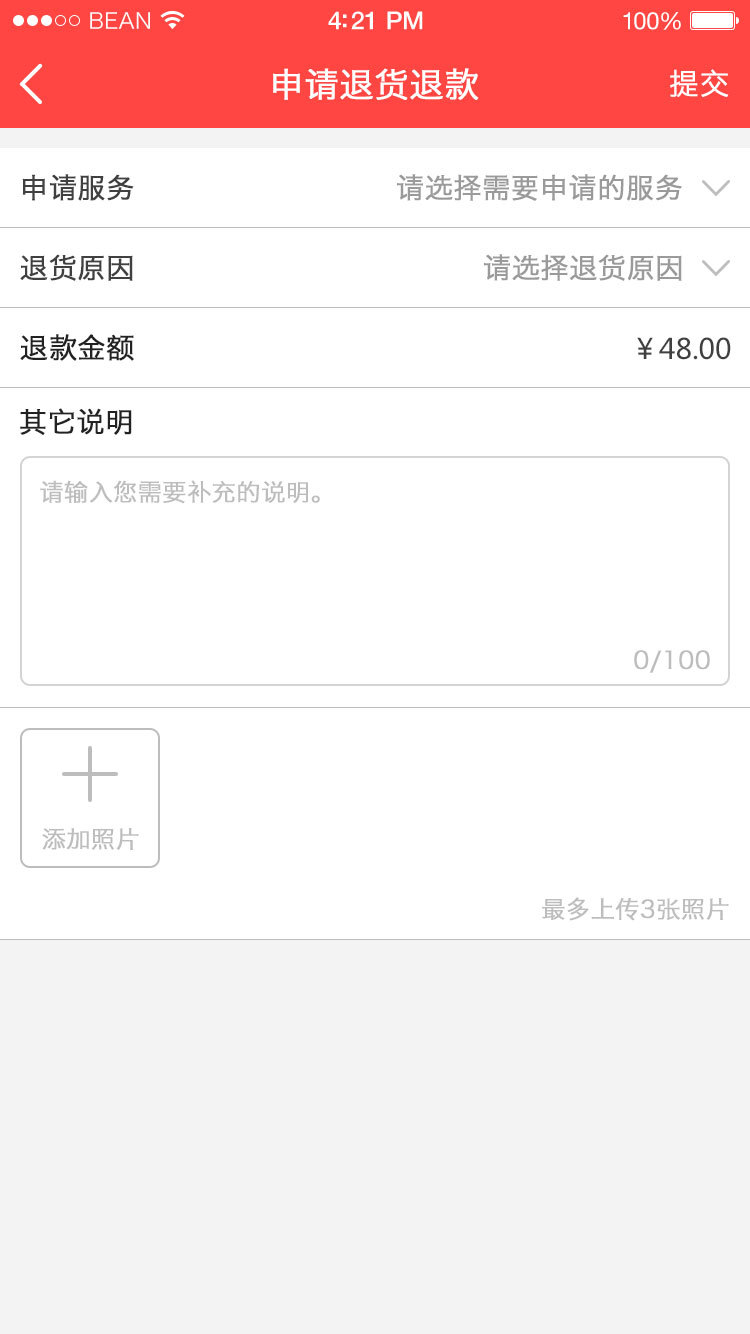 BEAN 4:21 PM 100%
申请退货退款 提交
申请服务 请选择需要申请的服务
退货原因 请选择退货原因
退款金额 ¥48.00
其它说明
请输入您需要补充的说明。
0/100
添加照片
最多上传3张照片